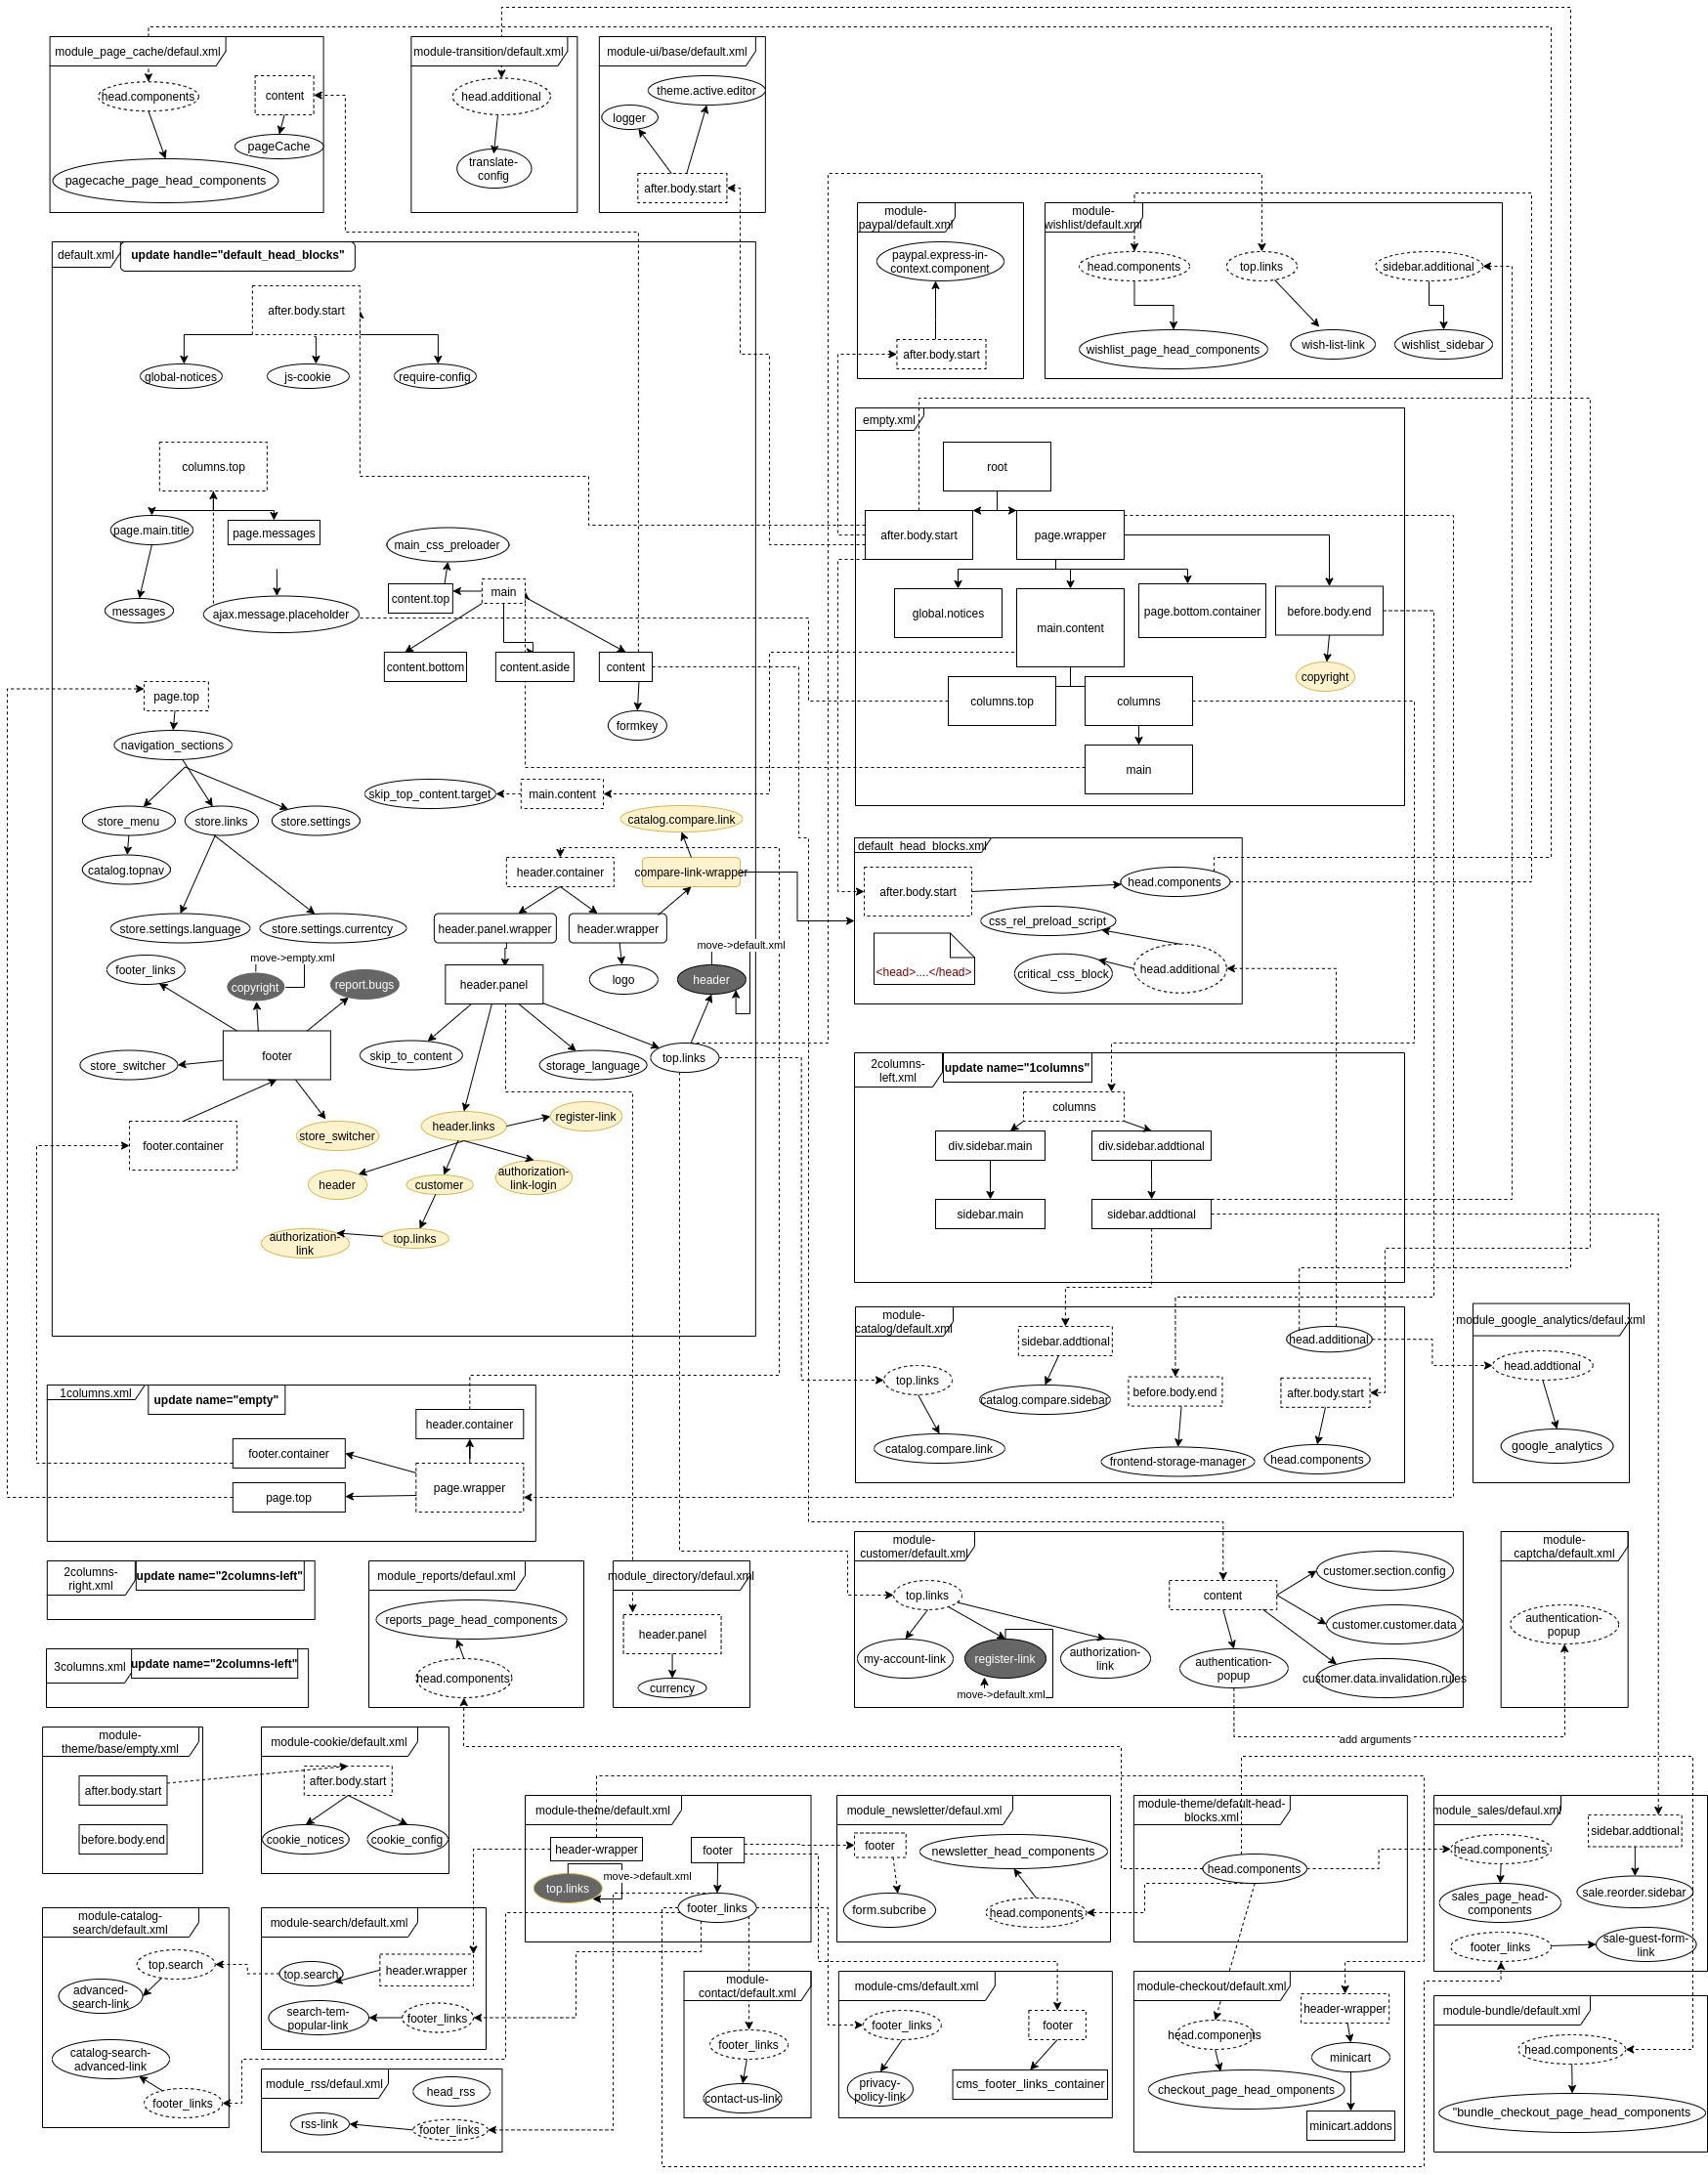 module_page_cache/defaul.xml
head.components
content
pageCache
pagecache_page_head_components
module-transition/default.xml
head.additional
translate-
config
module-ui/base/default.xml
theme.active.editor
logger
after.body.start
module-
paypal/default.xml
paypal.express-in-
context.component
after.body.start
module-
wishlist/default.xml
head.components
top.links
sidebar.additional
wishlist_page_head_components
wish-list-link
wishlist_sidebar
default.xml
update handle="default_head_blocks"
after.body.start
global-notices
js-cookie
require-config
columns.top
page.main.title
page.messages
messages
ajax.message.placeholder
main_css_preloader
content.top
main
content.bottom
content.aside
content
formkey
page.top
navigation_sections
store_menu
store.links
store.settings
catalog.topnav
store.settings.language
store.settings.currentcy
skip_top_content.target
main.content
catalog.compare.link
header.container
compare-link-wrapper
header.panel.wrapper
header.wrapper
move->default.xml
header.panel
logo
header
footer_links
move->empty.xml
copyright
report.bugs
footer
store_switcher
skip_to_content
storage_language
top.links
footer.container
store_switcher
header.links
register-link
header
customer
authorization-
link-login
authorization-
link
top.links
empty.xml
root
after.body.start
page.wrapper
global.notices
main.content
page.bottom.container
before.body.end
copyright
columns.top
columns
main
default_head_blocks.xml
after.body.start
head.components
css_rel_preload_script
<head>....</head>
critical_css_block
head.additional
2columns-
left.xml
update name="1columns"
columns
div.sidebar.main
div.sidebar.addtional
sidebar.main
sidebar.addtional
module-
catalog/default.xml
sidebar.addtional
head.additional
top.links
catalog.compare.sidebar
before.body.end
after.body.start
catalog.compare.link
frontend-storage-manager
head.components
module_google_analytics/defaul.xml
head.addtional
google_analytics
1columns.xml
update name="empty"
header.container
footer.container
page.wrapper
page.top
2columns-
right.xml
update name="2columns-left"
3columns.xml
update name="2columns-left"
module_reports/defaul.xml
reports_page_head_components
head.components
module_directory/defaul.xml
header.panel
currency
module-
customer/default.xml
top.links
content
customer.section.config
customer.customer.data
my-account-link
register-link
authorization-
link
authentication-
popup
customer.data.invalidation.rules
move->default.xml
module-
captcha/default.xml
authentication-
popup
add arguments
module-
theme/base/empty.xml
after.body.start
before.body.end
module-cookie/default.xml
after.body.start
cookie_notices
cookie_config
module-theme/default.xml
header-wrapper
footer
top.links
move->default.xml
footer_links
module_newsletter/defaul.xml
footer
newsletter_head_components
form.subcribe
head.components
module-theme/default-head-
blocks.xml
head.components
module_sales/defaul.xml
sidebar.addtional
head.components
sales_page_head-
components
sale.reorder.sidebar
footer_links
sale-guest-form-
link
module-catalog-
search/default.xml
top.search
advanced-
search-link
catalog-search-
advanced-link
footer_links
module-search/default.xml
top.search
header.wrapper
search-tem-
popular-link
footer_links
module_rss/defaul.xml
head_rss
rss-link
footer_links
module-
contact/default.xml
footer_links
contact-us-link
module-cms/default.xml
footer_links
footer
privacy-
policy-link
cms_footer_links_container
module-checkout/default.xml
header-wrapper
head.components
minicart
checkout_page_head_omponents
minicart.addons
module-bundle/default.xml
head.components
"bundle_checkout_page_head_components